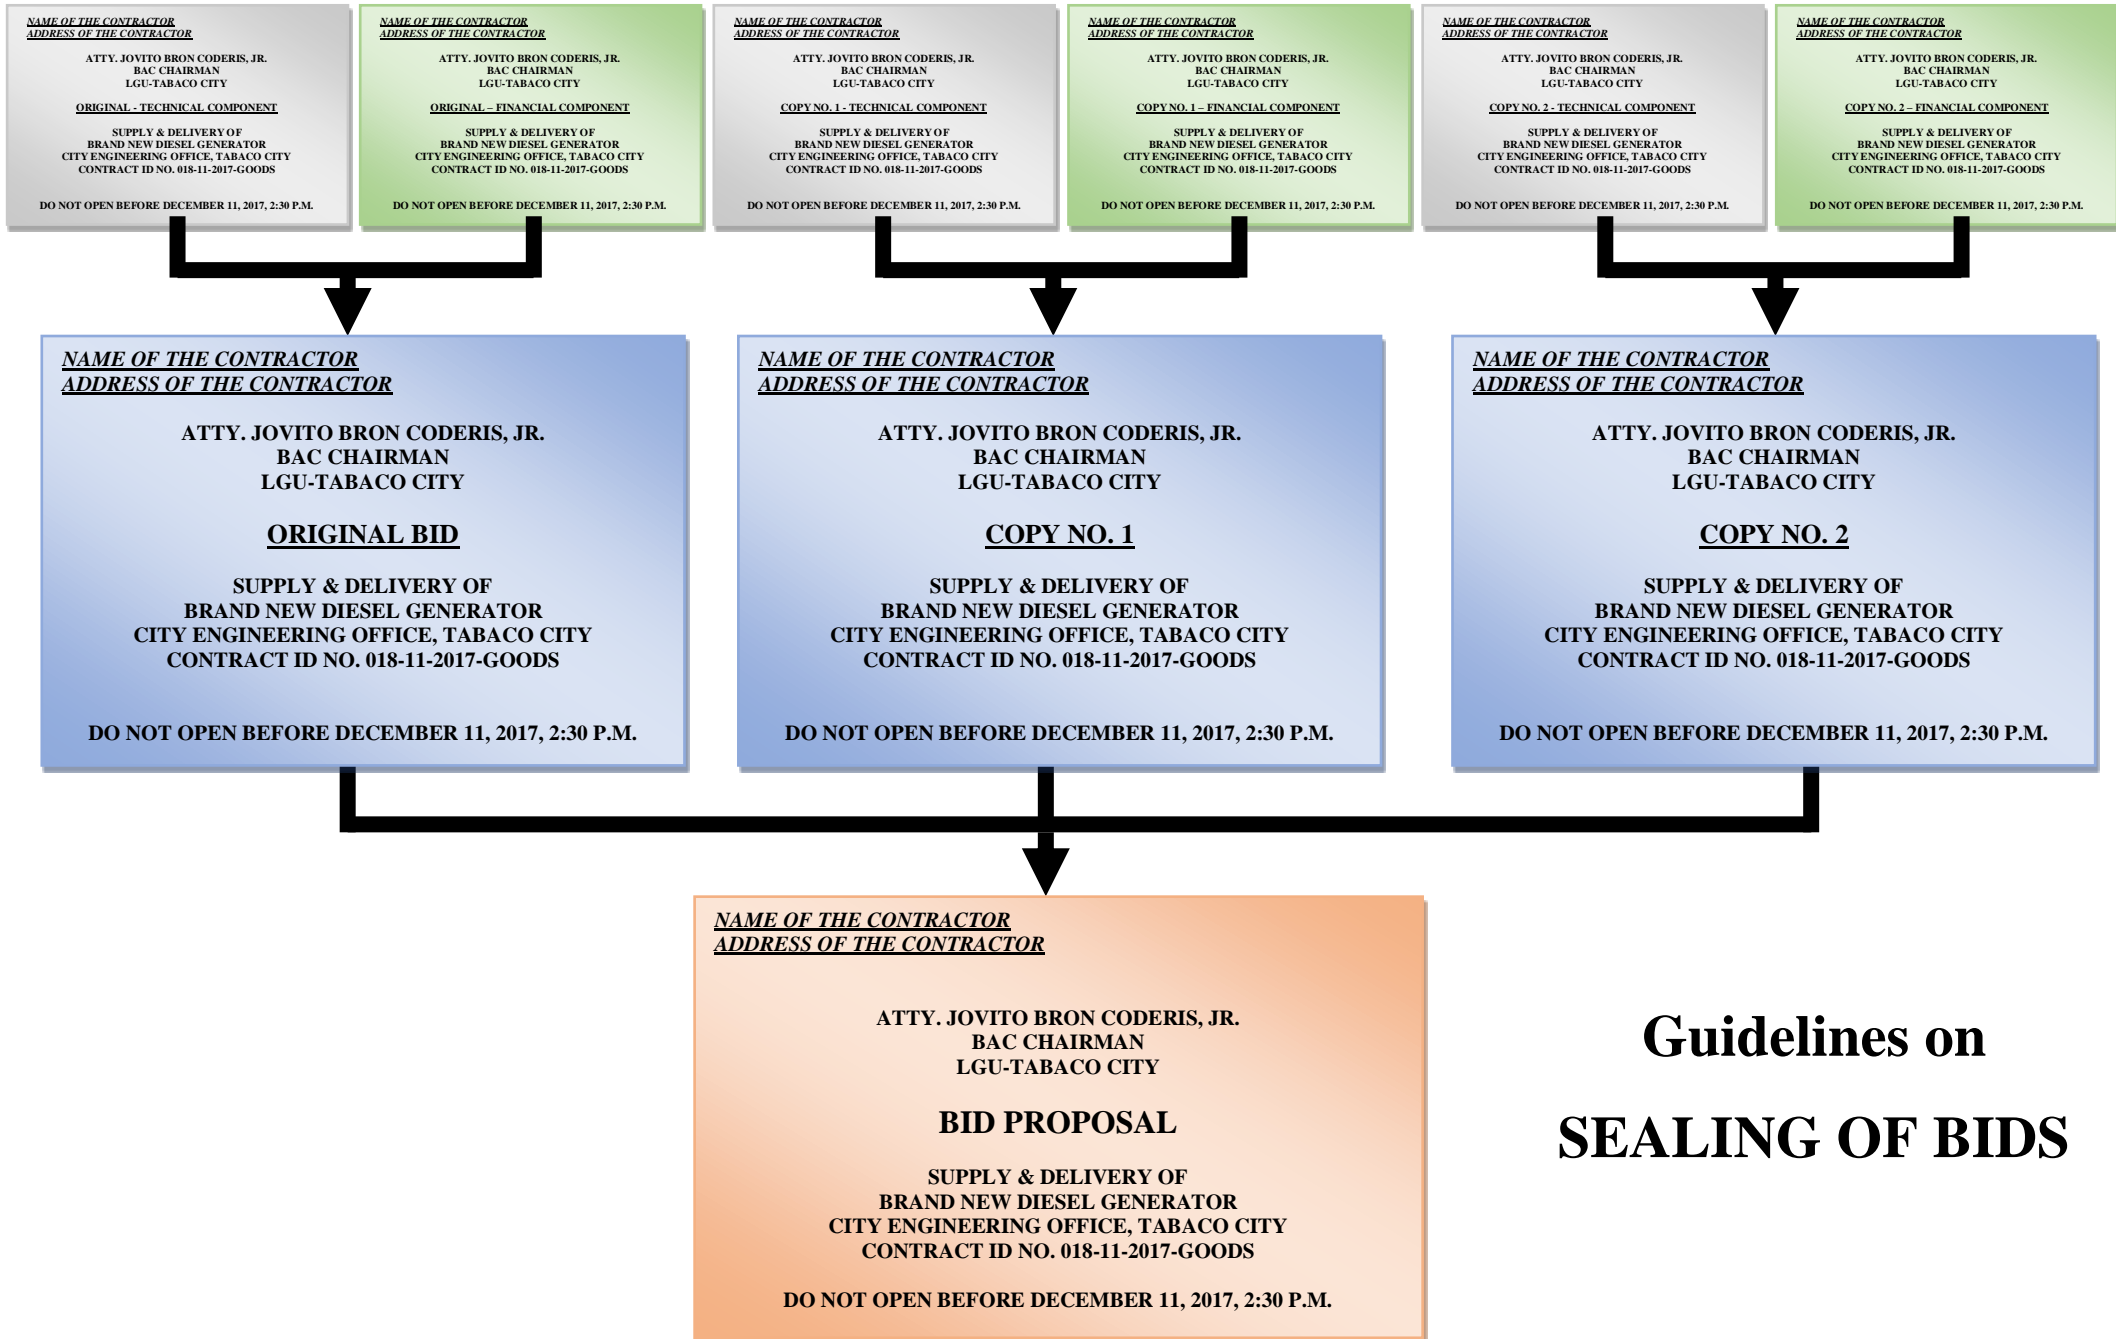 NAME OF THE CONTRACTOR
ADDRESS OF THE CONTRACTOR
ATTY. JOVITO BRON CODERIS, JR.
BAC CHAIRMAN
LGU-TABACO CITY
ORIGINAL - TECHNICAL COMPONENT
SUPPLY & DELIVERY OF
BRAND NEW DIESEL GENERATOR
CITY ENGINEERING OFFICE, TABACO CITY
CONTRACT ID NO. 018-11-2017-GOODS
DO NOT OPEN BEFORE DECEMBER 11, 2017, 2:30 P.M.
NAME OF THE CONTRACTOR
ADDRESS OF THE CONTRACTOR
ATTY. JOVITO BRON CODERIS, JR.
BAC CHAIRMAN
LGU-TABACO CITY
ORIGINAL – FINANCIAL COMPONENT
SUPPLY & DELIVERY OF
BRAND NEW DIESEL GENERATOR
CITY ENGINEERING OFFICE, TABACO CITY
CONTRACT ID NO. 018-11-2017-GOODS
DO NOT OPEN BEFORE DECEMBER 11, 2017, 2:30 P.M.
NAME OF THE CONTRACTOR
ADDRESS OF THE CONTRACTOR
ATTY. JOVITO BRON CODERIS, JR.
BAC CHAIRMAN
LGU-TABACO CITY
COPY NO. 1 - TECHNICAL COMPONENT
SUPPLY & DELIVERY OF
BRAND NEW DIESEL GENERATOR
CITY ENGINEERING OFFICE, TABACO CITY
CONTRACT ID NO. 018-11-2017-GOODS
DO NOT OPEN BEFORE DECEMBER 11, 2017, 2:30 P.M.
NAME OF THE CONTRACTOR
ADDRESS OF THE CONTRACTOR
ATTY. JOVITO BRON CODERIS, JR.
BAC CHAIRMAN
LGU-TABACO CITY
COPY NO. 1 – FINANCIAL COMPONENT
SUPPLY & DELIVERY OF
BRAND NEW DIESEL GENERATOR
CITY ENGINEERING OFFICE, TABACO CITY
CONTRACT ID NO. 018-11-2017-GOODS
DO NOT OPEN BEFORE DECEMBER 11, 2017, 2:30 P.M.
NAME OF THE CONTRACTOR
ADDRESS OF THE CONTRACTOR
ATTY. JOVITO BRON CODERIS, JR.
BAC CHAIRMAN
LGU-TABACO CITY
COPY NO. 2 - TECHNICAL COMPONENT
SUPPLY & DELIVERY OF
BRAND NEW DIESEL GENERATOR
CITY ENGINEERING OFFICE, TABACO CITY
CONTRACT ID NO. 018-11-2017-GOODS
DO NOT OPEN BEFORE DECEMBER 11, 2017, 2:30 P.M.
NAME OF THE CONTRACTOR
ADDRESS OF THE CONTRACTOR
ATTY. JOVITO BRON CODERIS, JR.
BAC CHAIRMAN
LGU-TABACO CITY
COPY NO. 2 – FINANCIAL COMPONENT
SUPPLY & DELIVERY OF
BRAND NEW DIESEL GENERATOR
CITY ENGINEERING OFFICE, TABACO CITY
CONTRACT ID NO. 018-11-2017-GOODS
DO NOT OPEN BEFORE DECEMBER 11, 2017, 2:30 P.M.
NAME OF THE CONTRACTOR
ADDRESS OF THE CONTRACTOR
ATTY. JOVITO BRON CODERIS, JR.
BAC CHAIRMAN
LGU-TABACO CITY
ORIGINAL BID
SUPPLY & DELIVERY OF
BRAND NEW DIESEL GENERATOR
CITY ENGINEERING OFFICE, TABACO CITY
CONTRACT ID NO. 018-11-2017-GOODS
DO NOT OPEN BEFORE DECEMBER 11, 2017, 2:30 P.M.
NAME OF THE CONTRACTOR
ADDRESS OF THE CONTRACTOR
ATTY. JOVITO BRON CODERIS, JR.
BAC CHAIRMAN
LGU-TABACO CITY
COPY NO. 1
SUPPLY & DELIVERY OF
BRAND NEW DIESEL GENERATOR
CITY ENGINEERING OFFICE, TABACO CITY
CONTRACT ID NO. 018-11-2017-GOODS
DO NOT OPEN BEFORE DECEMBER 11, 2017, 2:30 P.M.
NAME OF THE CONTRACTOR
ADDRESS OF THE CONTRACTOR
ATTY. JOVITO BRON CODERIS, JR.
BAC CHAIRMAN
LGU-TABACO CITY
COPY NO. 2
SUPPLY & DELIVERY OF
BRAND NEW DIESEL GENERATOR
CITY ENGINEERING OFFICE, TABACO CITY
CONTRACT ID NO. 018-11-2017-GOODS
DO NOT OPEN BEFORE DECEMBER 11, 2017, 2:30 P.M.
NAME OF THE CONTRACTOR
ADDRESS OF THE CONTRACTOR
ATTY. JOVITO BRON CODERIS, JR.
BAC CHAIRMAN
LGU-TABACO CITY
BID PROPOSAL
SUPPLY & DELIVERY OF
BRAND NEW DIESEL GENERATOR
CITY ENGINEERING OFFICE, TABACO CITY
CONTRACT ID NO. 018-11-2017-GOODS
DO NOT OPEN BEFORE DECEMBER 11, 2017, 2:30 P.M.
Guidelines on
SEALING OF BIDS